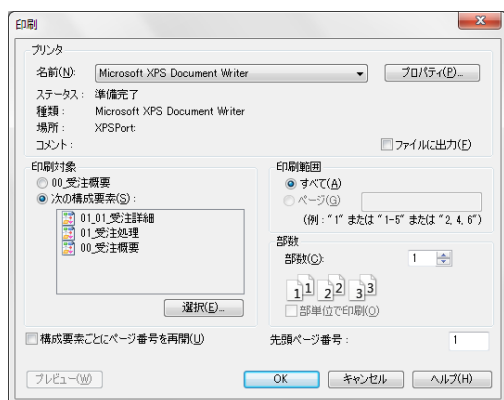 印刷
プリンタ
名前(N):
Microsoft XPS Document Writer
プロパティ(P)...
ステータス: 準備完了
種類: Microsoft XPS Document Writer
場所: XPSPort:
コメント:
ファイルに出力(F)
印刷対象
00_受注概要
次の構成要素(S):
01_01_受注詳細
01_受注処理
00_受注概要
選択(E)...
印刷範囲
すべて(A)
ページ(G)
(例: "1" または "1-5" または "2, 4, 6")
部数
部数(C):
1
1 1 2 2 3 3
部単位で印刷(O)
構成要素ごとにページ番号を再開(U)
先頭ページ番号:
1
プレビュー(W)
OK
キャンセル
ヘルプ(H)